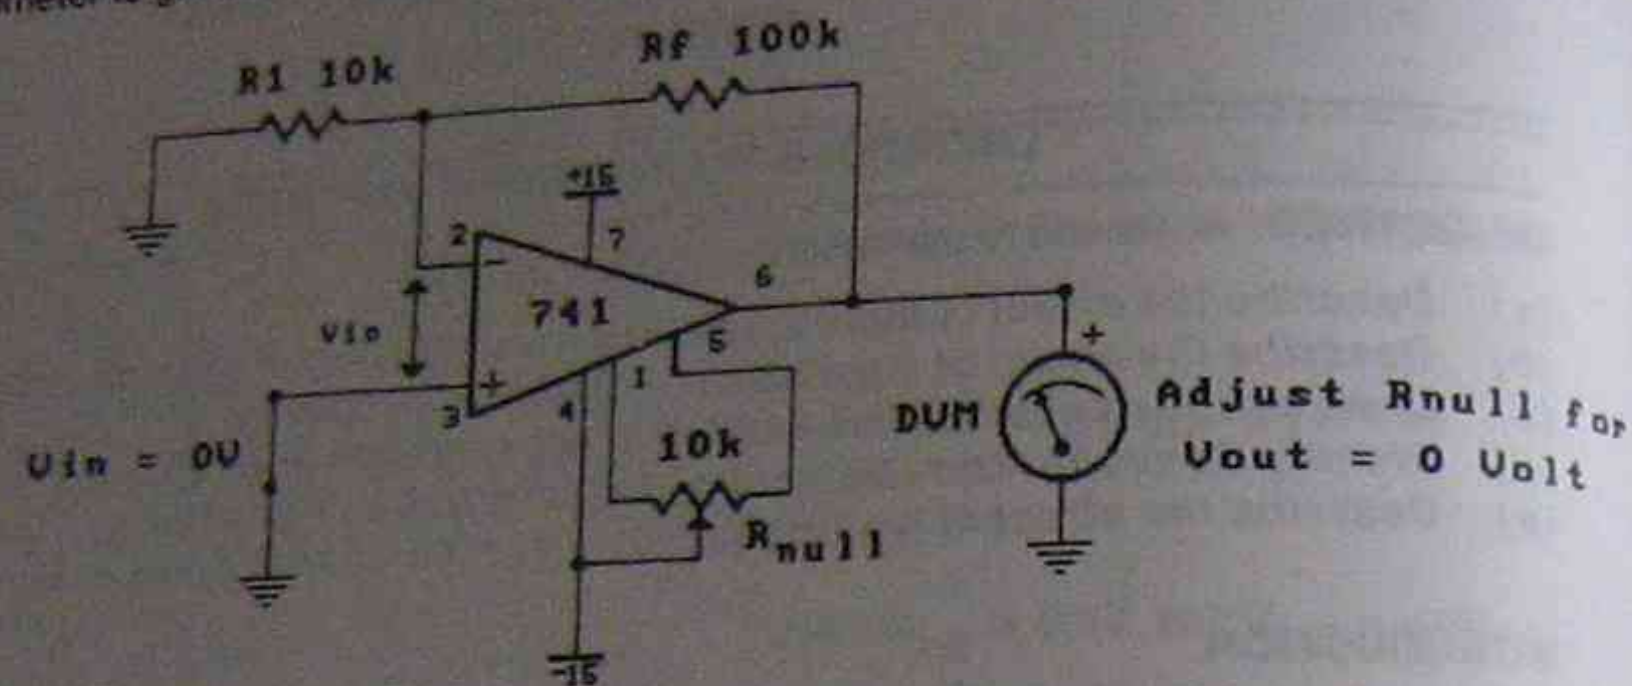 R1 10k
Rf 100k
+15
2
7
6
741
Vio
5
1
3
4
10k
DVM
Adjust Rnull for
Vout = 0 Volt
Vin = 0V
Rnull
-15